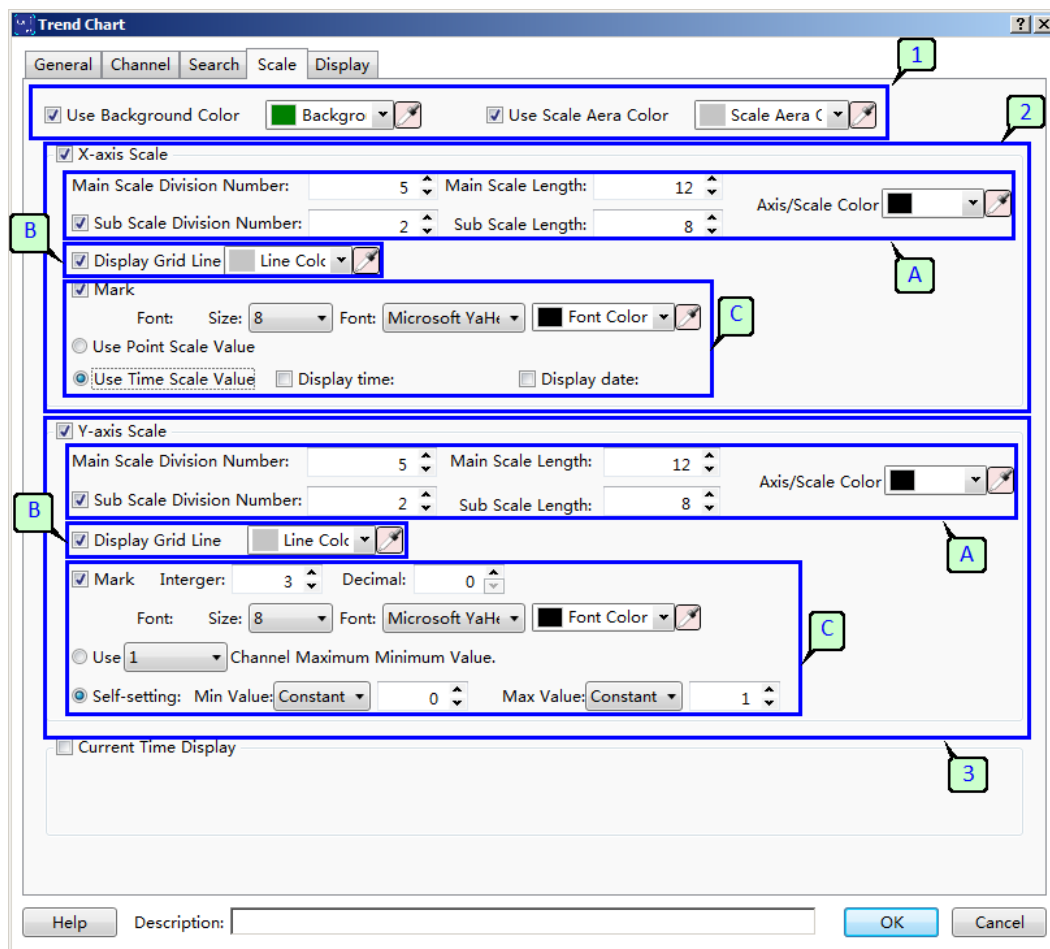 Trend Chart
General Channel Search Scale Display
1
Use Background Color Backgro Use Scale Aera Color Scale Aera C
2
X-axis Scale
Main Scale Division Number: 5 Main Scale Length: 12
Axis/Scale Color
B
Sub Scale Division Number: 2 Sub Scale Length: 8
Display Grid Line Line Colc
A
Mark
C
Font: Size: 8 Font: Microsoft YaHe Font Color
Use Point Scale Value
Use Time Scale Value Display time: Display date:
Y-axis Scale
Main Scale Division Number: 5 Main Scale Length: 12
Axis/Scale Color
B
Sub Scale Division Number: 2 Sub Scale Length: 8
Display Grid Line Line Colc
A
Mark Interger: 3 Decimal: 0
Font: Size: 8 Font: Microsoft YaHe Font Color
C
Use 1 Channel Maximum Minimum Value.
Self-setting: Min Value: Constant 0 Max Value: Constant 1
Current Time Display
3
Help Description: OK Cancel